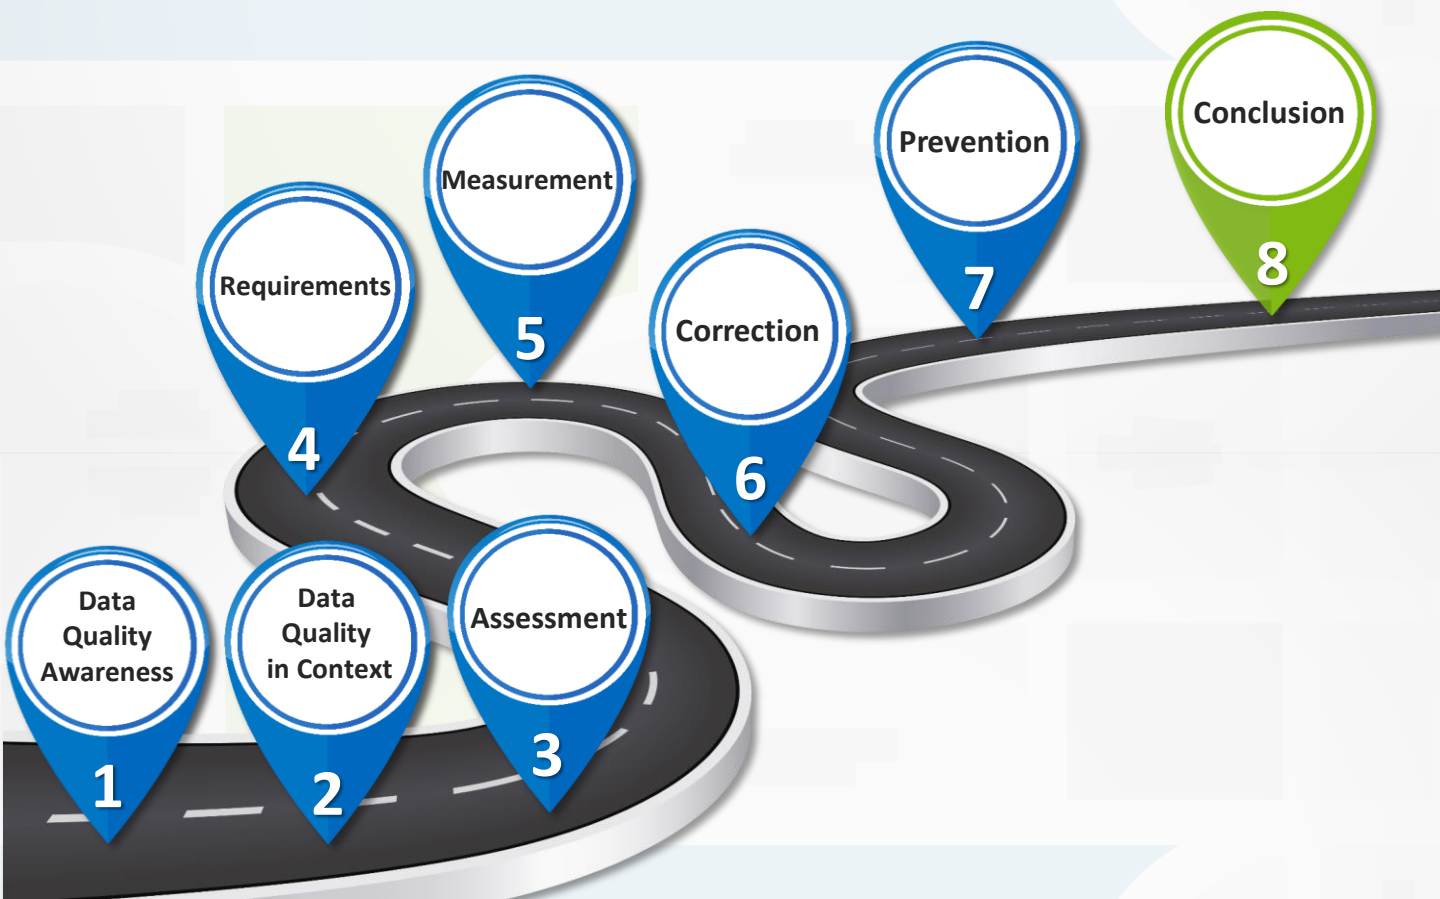 Data
Quality
Awareness
1
Data
Quality
in Context
2
Assessment
3
Requirements
4
Measurement
5
Correction
6
Prevention
7
Conclusion
8